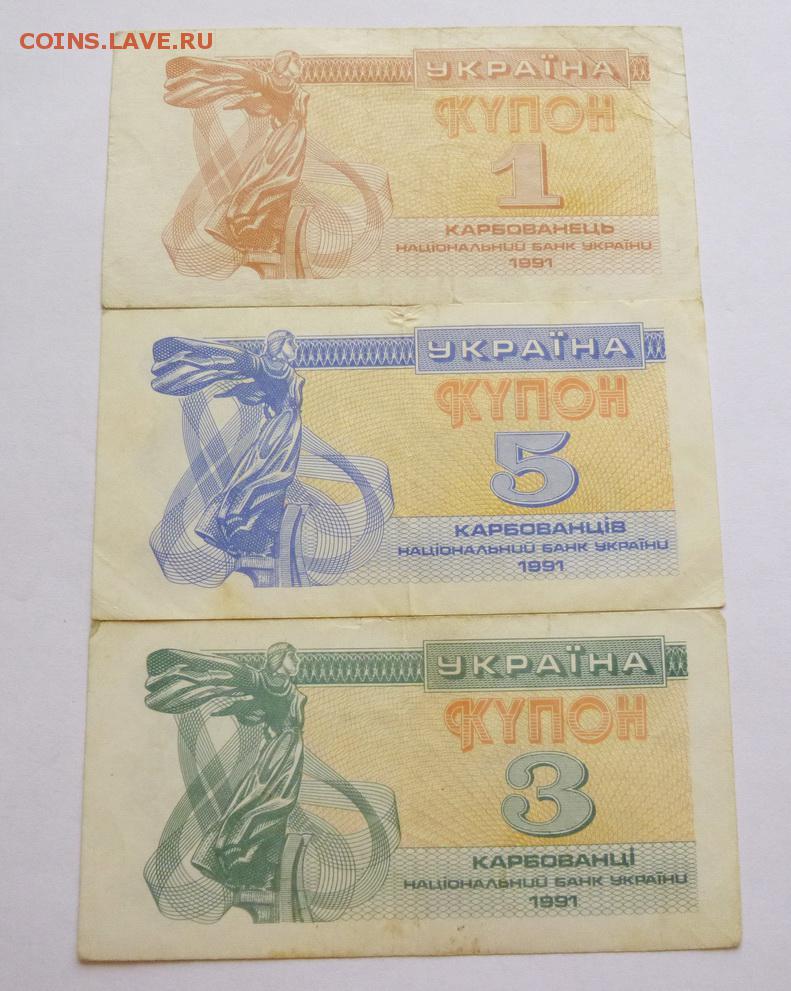 COINS.LAVE.RU
УКРАЇНА
КУПОН
1
КАРБОВАНЕЦЬ
НАЦІОНАЛЬНИЙ БАНК УКРАЇНИ
1991
УКРАЇНА
КУПОН
5
КАРБОВАНЦІВ
НАЦІОНАЛЬНИЙ БАНК УКРАЇНИ
1991
УКРАЇНА
КУПОН
3
КАРБОВАНЦІ
НАЦІОНАЛЬНИЙ БАНК УКРАЇНИ
1991